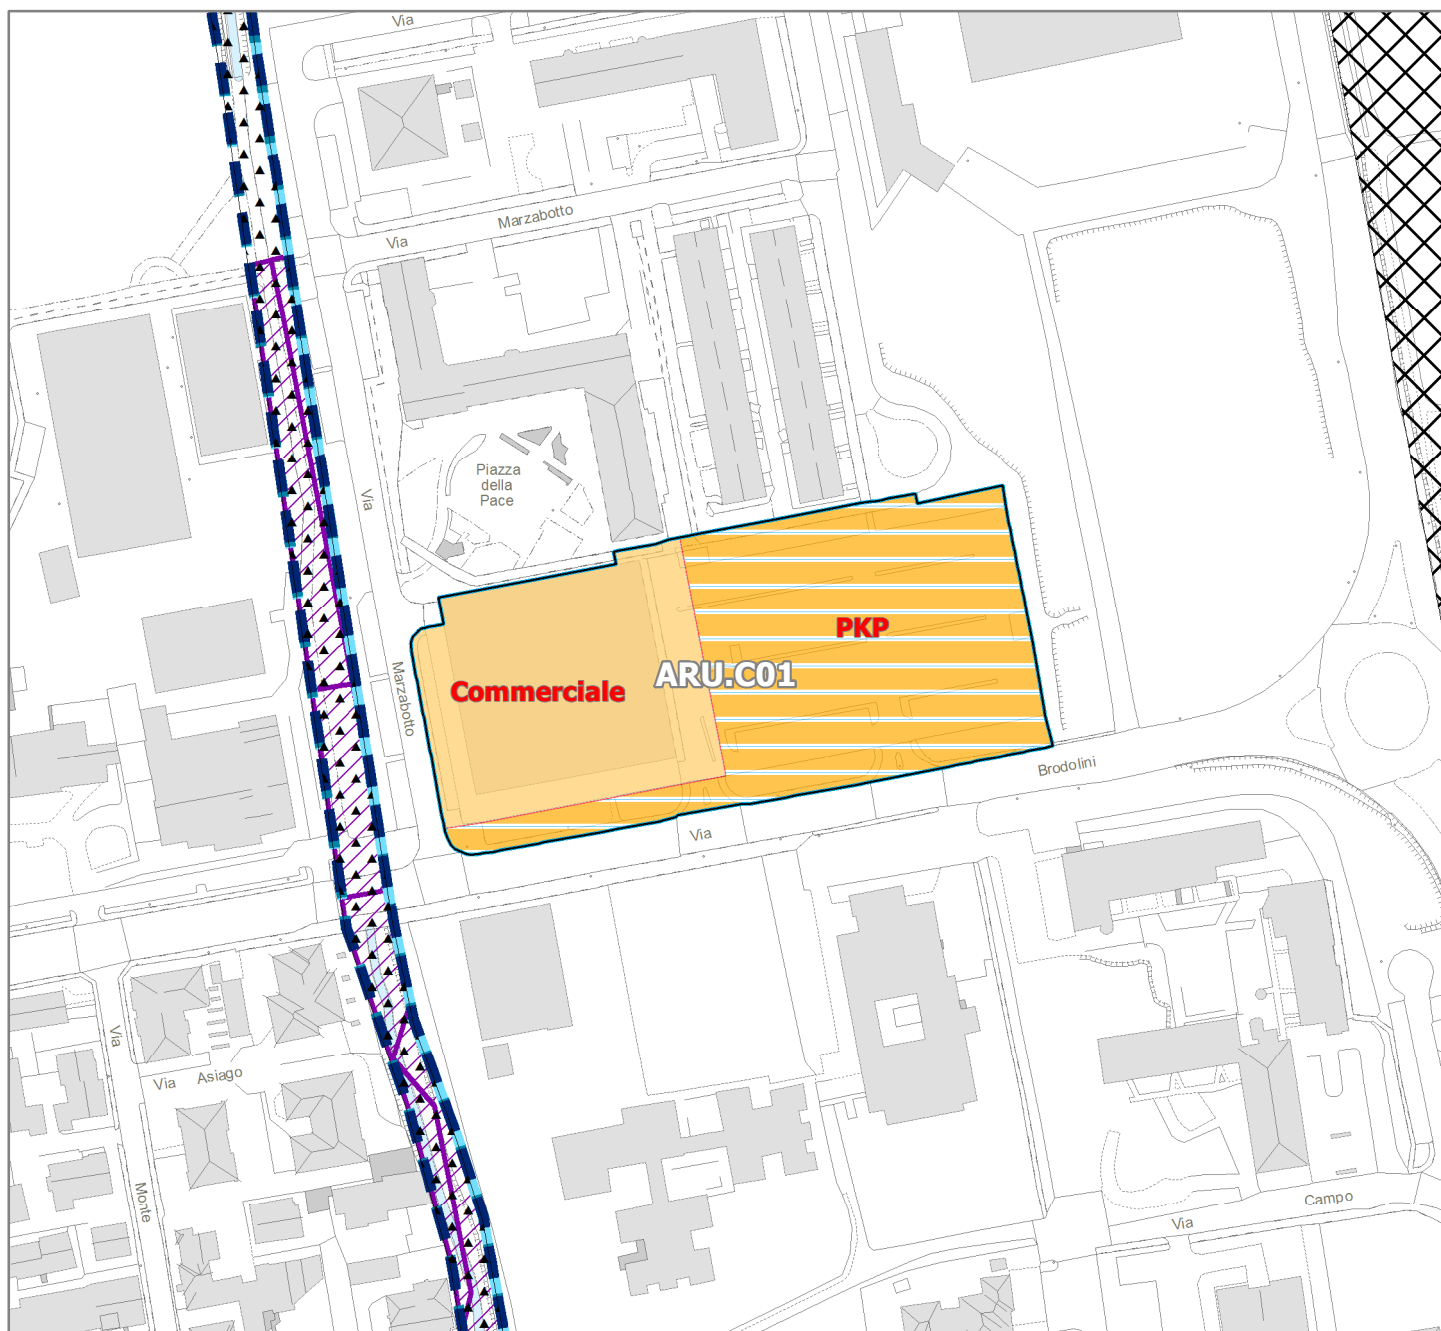 Via
Marzabotto
Via
Piazza
della
Pace
Via
PKP
ARU.C01
Commerciale
Marzabotto
Brodolini
Via
Via
Via Asiago
Monte
Campo
Via